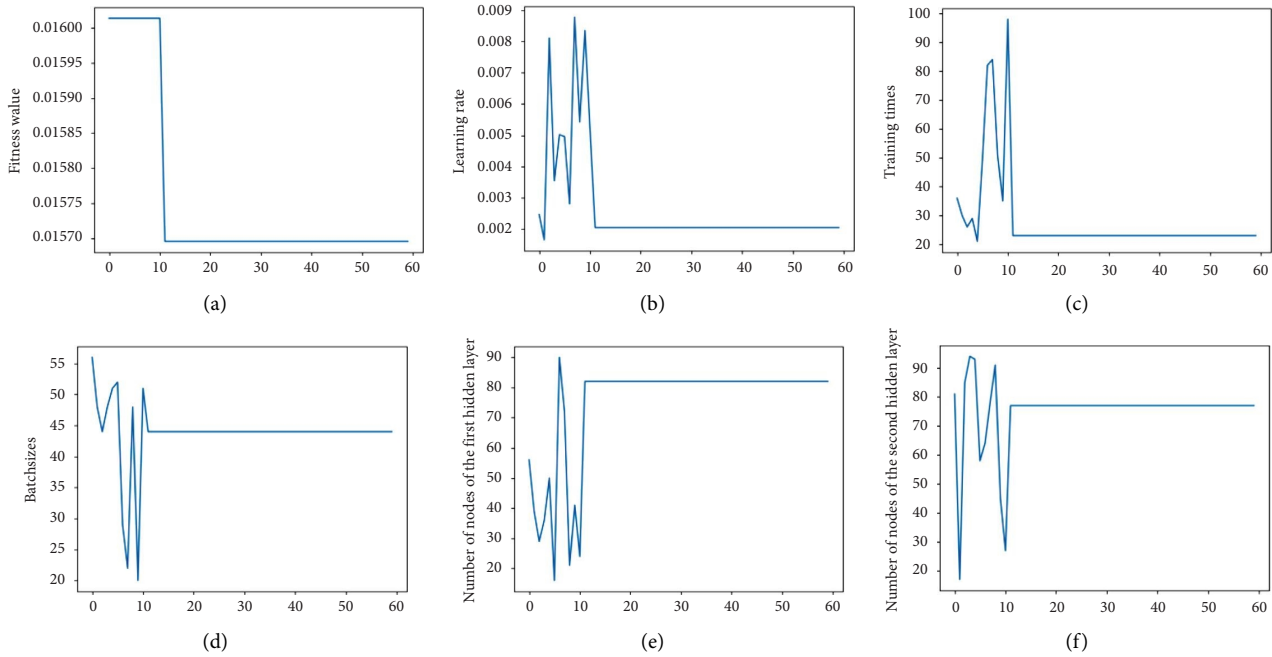 Fitness walue
0.01600
0.01595
0.01590
0.01585
0.01580
0.01575
0.01570
0 10 20 30 40 50 60
(a)
Learning rate
0.009
0.008
0.007
0.006
0.005
0.004
0.003
0.002
0 10 20 30 40 50 60
(b)
Training times
100
90
80
70
60
50
40
30
20
0 10 20 30 40 50 60
(c)
Batchsizes
55
50
45
40
35
30
25
20
0 10 20 30 40 50 60
(d)
Number of nodes of the first hidden layer
90
80
70
60
50
40
30
20
0 10 20 30 40 50 60
(e)
Number of nodes of the second hidden layer
90
80
70
60
50
40
30
20
0 10 20 30 40 50 60
(f)